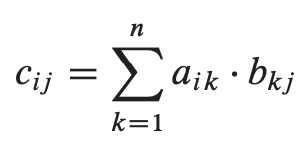 $c_{ij} = \sum_{k=1}^{n} a_{ik} \cdot b_{kj}$